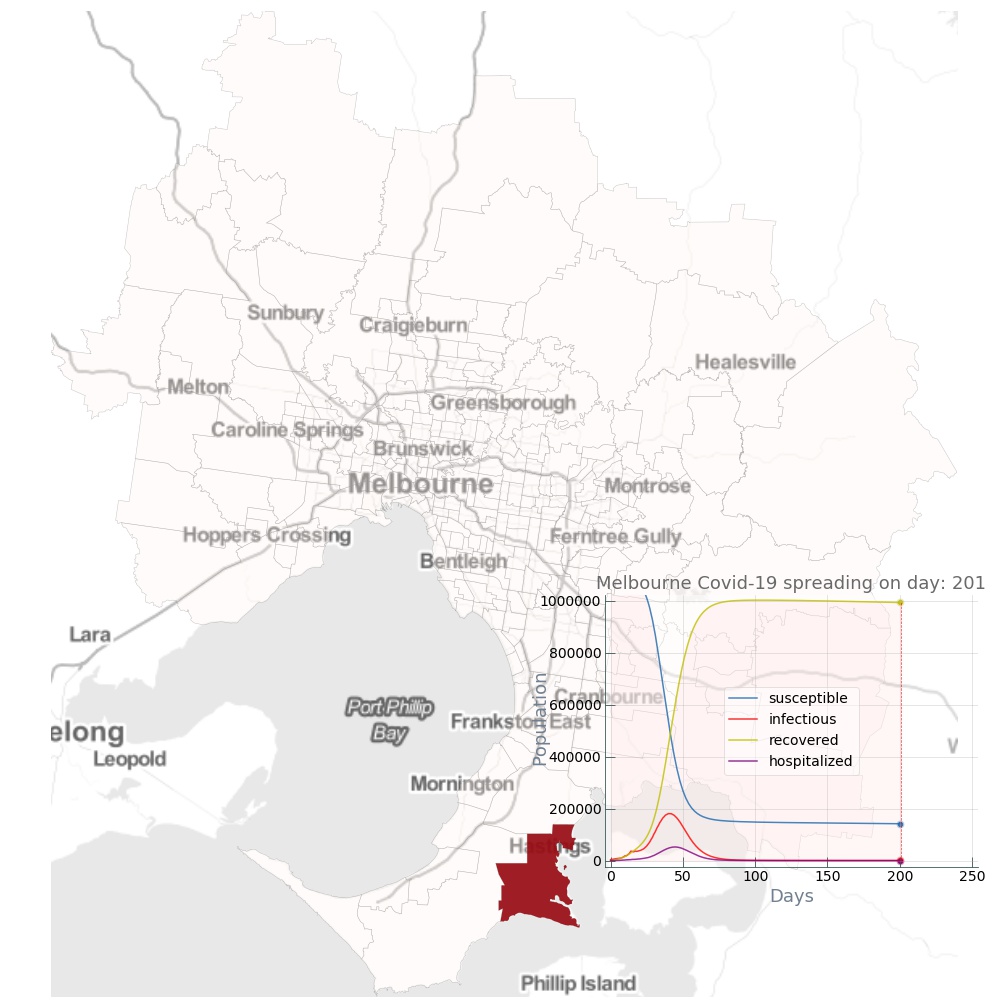 Sunbury
Craigieburn
Healesville
Melton
Greensborough
Caroline Springs
Brunswick
Melbourne
Montrose
Hoppers Crossing
Ferntree Gully
Bentleigh
Melbourne Covid-19 spreading on day: 201
1000000
800000
600000
400000
200000
0
Population
susceptible
infectious
recovered
hospitalized
0 50 100 150 200 250
Days
Lara
Cranbourne
Port Phillip
Bay
Frankston East
elong
Leopold
W
Mornington
Hastings
Phillip Island